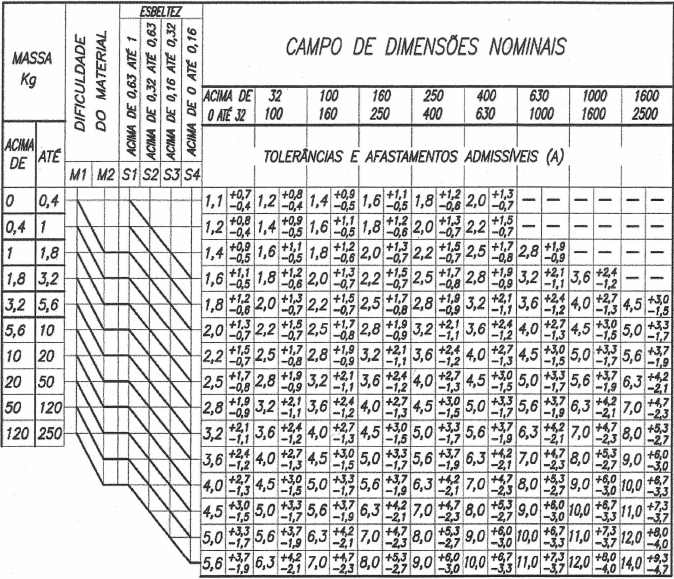 MASSA
Kg
DIFICULDADE
DO MATERIAL
ESBELTEZ
ACIMA DE 0,63 ATÉ 1
ACIMA DE 0,32 ATÉ 0,63
ACIMA DE 0,16 ATÉ 0,32
ACIMA DE 0 ATÉ 0,16
CAMPO DE DIMENSÕES NOMINAIS
ACIMA DE 32 100 160 250 400 630 1000 1600
0 ATÉ 32 100 160 250 400 630 1000 1600 2500
ACIMA DE ATÉ
TOLERÂNCIAS E AFASTAMENTOS ADMISSÍVEIS (A)
M1 M2 S1 S2 S3 S4
0 0,4 1,1 +0,7 -0,4 1,2 +0,8 -0,4 1,4 +0,9 -0,5 1,6 +1,1 -0,5 1,8 +1,2 -0,6 2,0 +1,3 -0,7 — — — — —
0,4 1 1,2 +0,8 -0,4 1,4 +0,9 -0,5 1,6 +1,1 -0,5 1,8 +1,2 -0,6 2,0 +1,3 -0,7 2,2 +1,5 -0,7 — — — — —
1 1,8 1,4 +0,9 -0,5 1,6 +1,1 -0,5 1,8 +1,2 -0,6 2,0 +1,3 -0,7 2,2 +1,5 -0,7 2,5 +1,7 -0,8 2,8 +1,9 -0,9 — — — —
1,8 3,2 1,6 +1,1 -0,5 1,8 +1,2 -0,6 2,0 +1,3 -0,7 2,2 +1,5 -0,7 2,5 +1,7 -0,8 2,8 +1,9 -0,9 3,2 +2,1 -1,1 3,6 +2,4 -1,2 — —
3,2 5,6 1,8 +1,2 -0,6 2,0 +1,3 -0,7 2,2 +1,5 -0,7 2,5 +1,7 -0,8 2,8 +1,9 -0,9 3,2 +2,1 -1,1 3,6 +2,4 -1,2 4,0 +2,7 -1,3 4,5 +3,0 -1,5
5,6 10 2,0 +1,3 -0,7 2,2 +1,5 -0,7 2,5 +1,7 -0,8 2,8 +1,9 -0,9 3,2 +2,1 -1,1 3,6 +2,4 -1,2 4,0 +2,7 -1,3 4,5 +3,0 -1,5 5,0 +3,3 -1,7
10 20 2,2 +1,5 -0,7 2,5 +1,7 -0,8 2,8 +1,9 -0,9 3,2 +2,1 -1,1 3,6 +2,4 -1,2 4,0 +2,7 -1,3 4,5 +3,0 -1,5 5,0 +3,3 -1,7 5,6 +3,7 -1,9
20 50 2,5 +1,7 -0,8 2,8 +1,9 -0,9 3,2 +2,1 -1,1 3,6 +2,4 -1,2 4,0 +2,7 -1,3 4,5 +3,0 -1,5 5,0 +3,3 -1,7 5,6 +3,7 -1,9 6,3 +4,2 -2,1
50 120 2,8 +1,9 -0,9 3,2 +2,1 -1,1 3,6 +2,4 -1,2 4,0 +2,7 -1,3 4,5 +3,0 -1,5 5,0 +3,3 -1,7 5,6 +3,7 -1,9 6,3 +4,2 -2,1 7,0 +4,7 -2,3
120 250 3,2 +2,1 -1,1 3,6 +2,4 -1,2 4,0 +2,7 -1,3 4,5 +3,0 -1,5 5,0 +3,3 -1,7 5,6 +3,7 -1,9 6,3 +4,2 -2,1 7,0 +4,7 -2,3 8,0 +5,3 -2,7
3,6 +2,4 -1,2 4,0 +2,7 -1,3 4,5 +3,0 -1,5 5,0 +3,3 -1,7 5,6 +3,7 -1,9 6,3 +4,2 -2,1 7,0 +4,7 -2,3 8,0 +5,3 -2,7 9,0 +6,0 -3,0
4,0 +2,7 -1,3 4,5 +3,0 -1,5 5,0 +3,3 -1,7 5,6 +3,7 -1,9 6,3 +4,2 -2,1 7,0 +4,7 -2,3 8,0 +5,3 -2,7 9,0 +6,0 -3,0 10,0 +6,7 -3,3
4,5 +3,0 -1,5 5,0 +3,3 -1,7 5,6 +3,7 -1,9 6,3 +4,2 -2,1 7,0 +4,7 -2,3 8,0 +5,3 -2,7 9,0 +6,0 -3,0 10,0 +6,7 -3,3 11,0 +7,3 -3,7
5,0 +3,3 -1,7 5,6 +3,7 -1,9 6,3 +4,2 -2,1 7,0 +4,7 -2,3 8,0 +5,3 -2,7 9,0 +6,0 -3,0 10,0 +6,7 -3,3 11,0 +7,3 -3,7 12,0 +8,0 -4,0
5,6 +3,7 -1,9 6,3 +4,2 -2,1 7,0 +4,7 -2,3 8,0 +5,3 -2,7 9,0 +6,0 -3,0 10,0 +6,7 -3,3 11,0 +7,3 -3,7 12,0 +8,0 -4,0 14,0 +9,3 -4,7